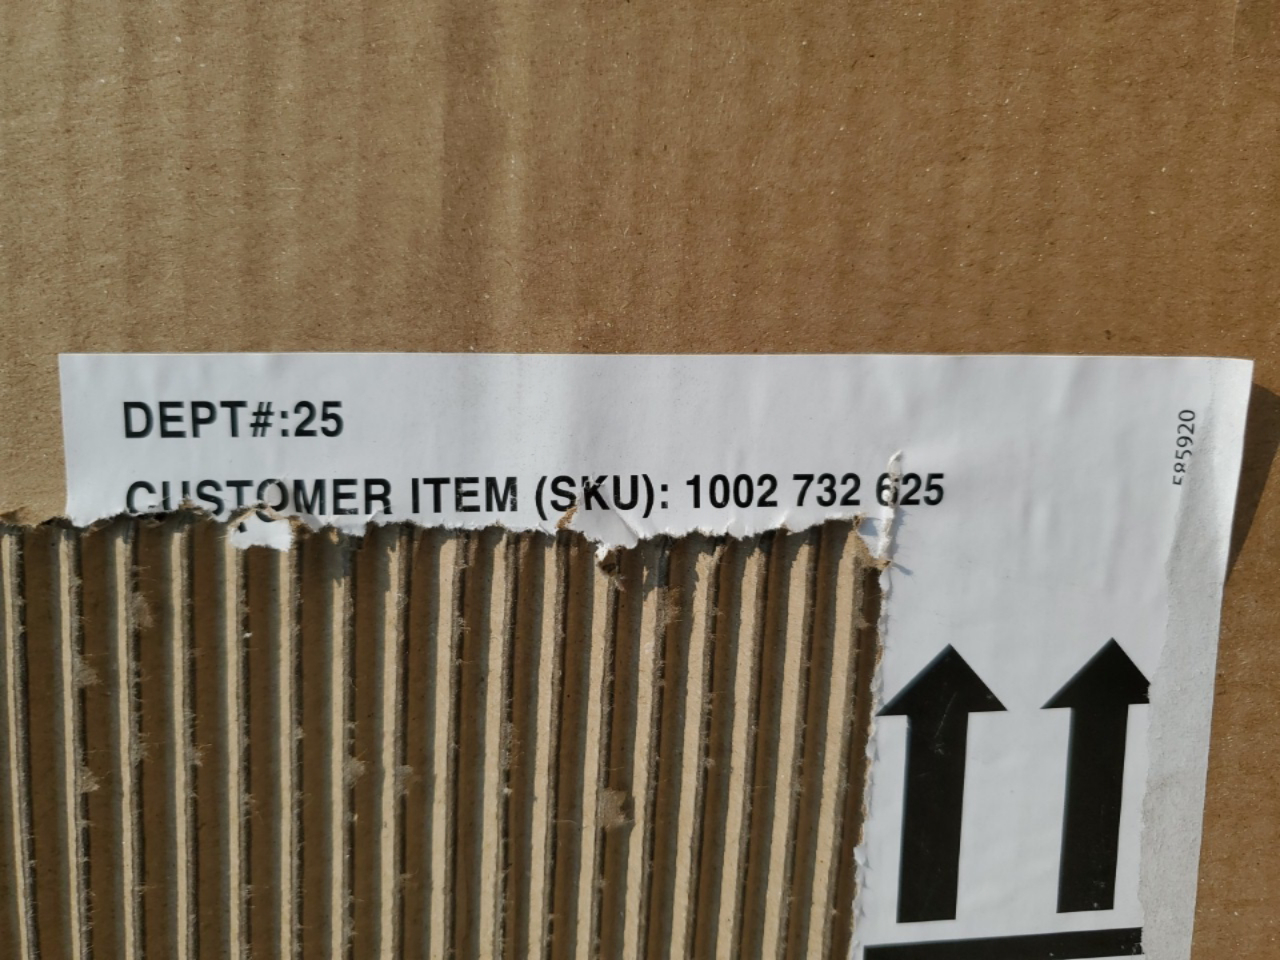 DEPT#:25
CUSTOMER ITEM (SKU): 1002 732 625
585920